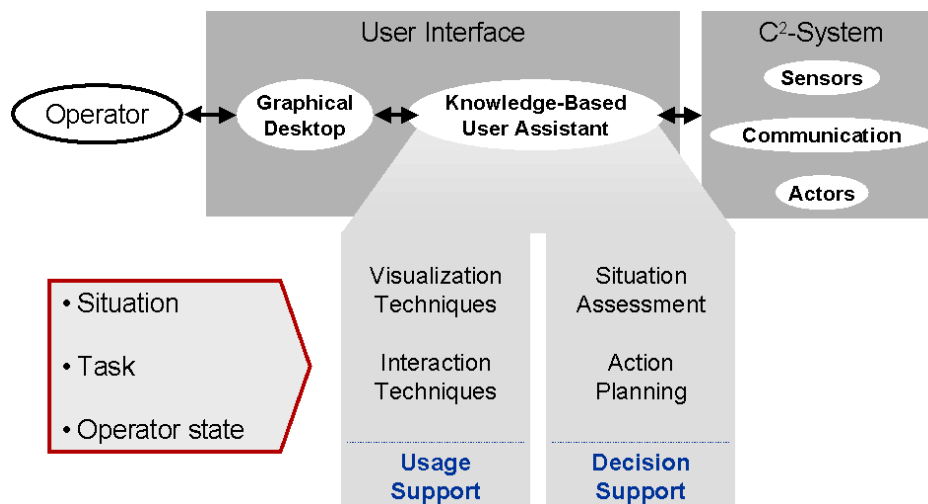 User Interface
C²-System
Operator
Graphical
Desktop
Knowledge-Based
User Assistant
Sensors
Communication
Actors
• Situation
• Task
• Operator state
Visualization
Techniques
Interaction
Techniques
Usage
Support
Situation
Assessment
Action
Planning
Decision
Support